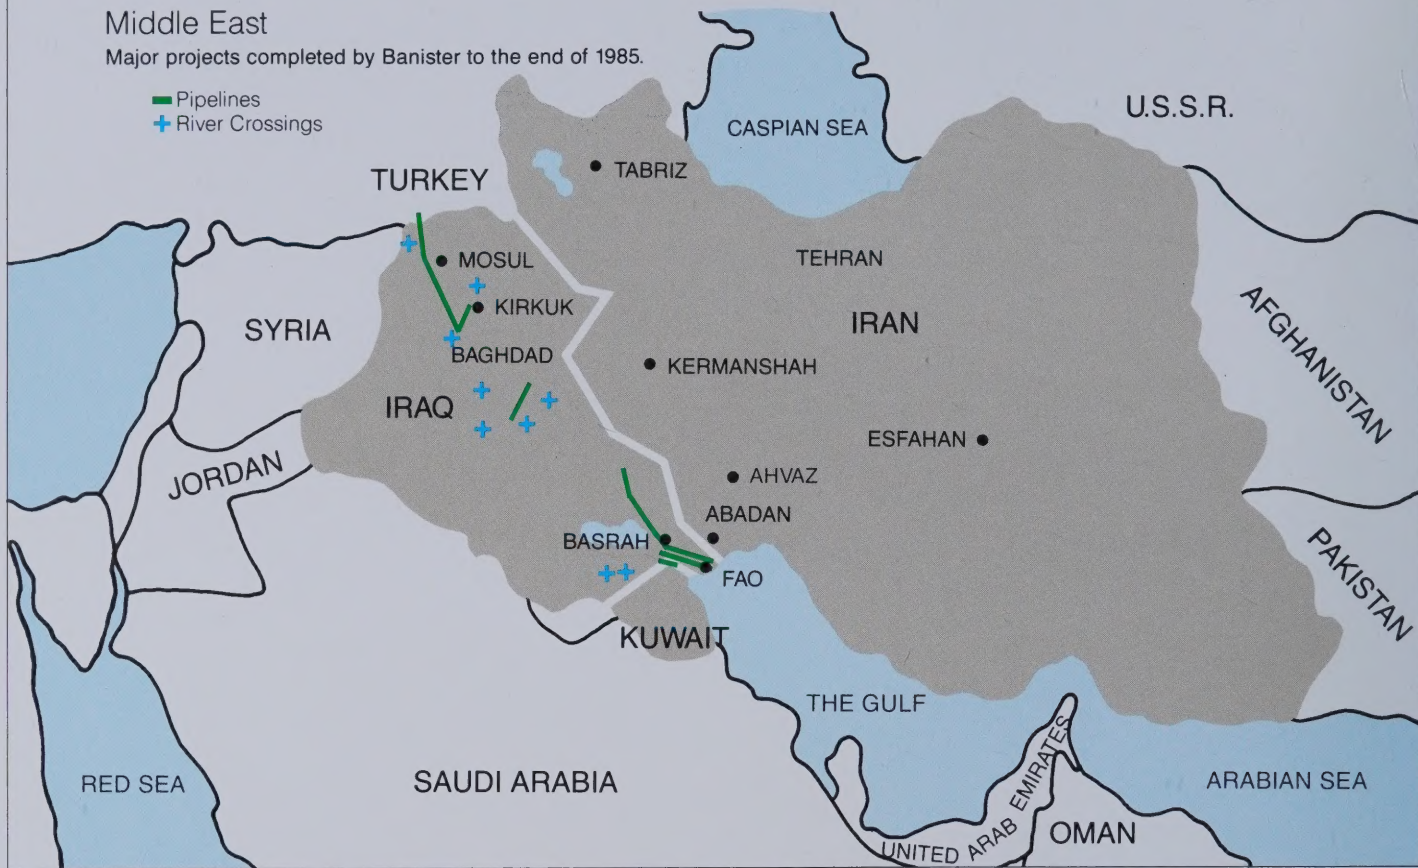 Middle East
Major projects completed by Banister to the end of 1985.
Pipelines
River Crossings
U.S.S.R.
CASPIAN SEA
TABRIZ
TURKEY
TEHRAN
MOSUL
KIRKUK
SYRIA
IRAN
AFGHANISTAN
BAGHDAD
KERMANSHAH
IRAQ
ESFAHAN
JORDAN
AHVAZ
ABADAN
BASRAH
FAO
PAKISTAN
KUWAIT
THE GULF
RED SEA
SAUDI ARABIA
UNITED ARAB EMIRATES
OMAN
ARABIAN SEA